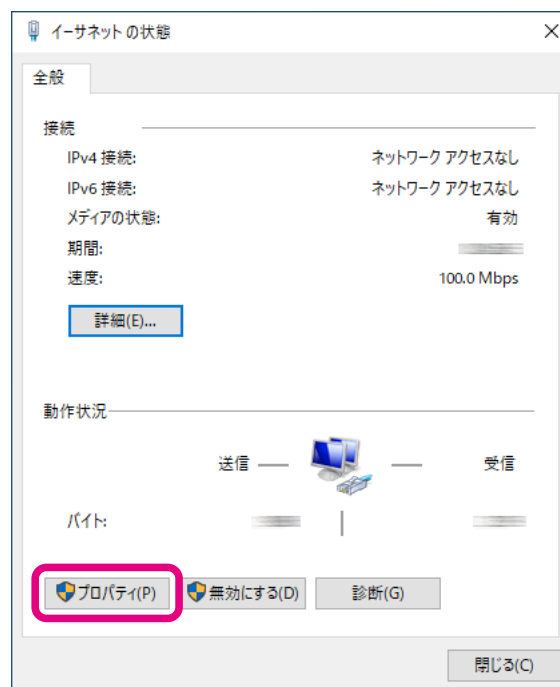 イーサネット の状態
全般
接続
IPv4 接続: ネットワーク アクセスなし
IPv6 接続: ネットワーク アクセスなし
メディアの状態: 有効
期間:
速度: 100.0 Mbps
詳細(E)...
動作状況
送信 受信
バイト:
プロパティ(P) 無効にする(D) 診断(G)
閉じる(C)